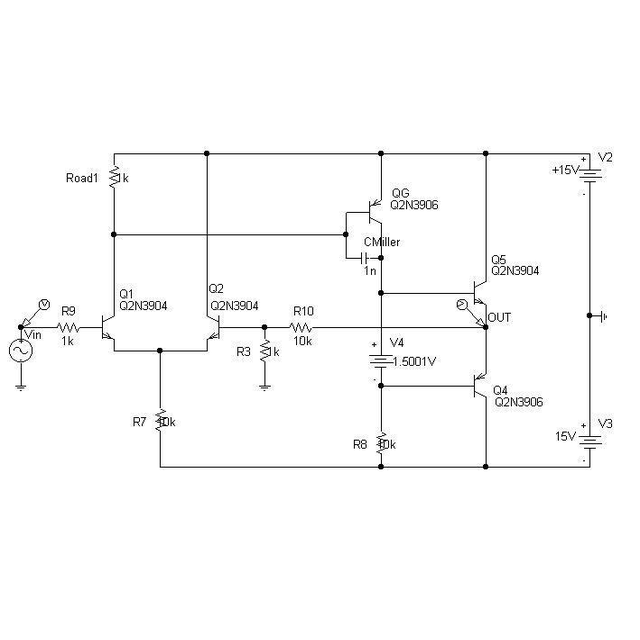 V2
+15V
+
-
Road1
1k
QG
Q2N3906
CMiller
1n
Q5
Q2N3904
Q1
Q2N3904
Q2
Q2N3904
V
R9
1k
Vin
R10
10k
V
OUT
R3
1k
+
V4
1.5001V
-
Q4
Q2N3906
R7
10k
R8
10k
V3
15V
+
-